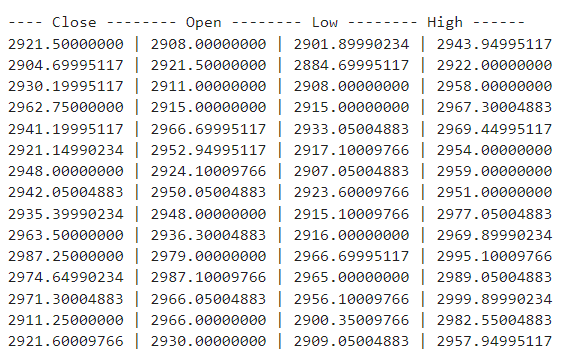 ---- Close -------- Open -------- Low -------- High ------
2921.50000000 | 2908.00000000 | 2901.89990234 | 2943.94995117
2904.69995117 | 2921.50000000 | 2884.69995117 | 2922.00000000
2930.19995117 | 2911.00000000 | 2908.00000000 | 2958.00000000
2962.75000000 | 2915.00000000 | 2915.00000000 | 2967.30004883
2941.19995117 | 2966.69995117 | 2933.05004883 | 2969.44995117
2921.14990234 | 2952.94995117 | 2917.10009766 | 2954.00000000
2948.00000000 | 2924.10009766 | 2907.05004883 | 2959.00000000
2942.05004883 | 2950.05004883 | 2923.60009766 | 2951.00000000
2935.39990234 | 2948.00000000 | 2915.10009766 | 2977.05004883
2963.50000000 | 2936.30004883 | 2916.00000000 | 2969.89990234
2987.25000000 | 2979.00000000 | 2966.69995117 | 2995.10009766
2974.64990234 | 2987.10009766 | 2965.00000000 | 2989.05004883
2971.30004883 | 2966.05004883 | 2956.10009766 | 2999.89990234
2911.25000000 | 2966.00000000 | 2900.35009766 | 2982.55004883
2921.60009766 | 2930.00000000 | 2909.05004883 | 2957.94995117